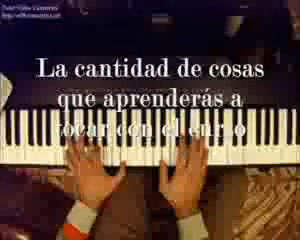 La cantidad de cosas
que aprenderás a
tocar con el curso